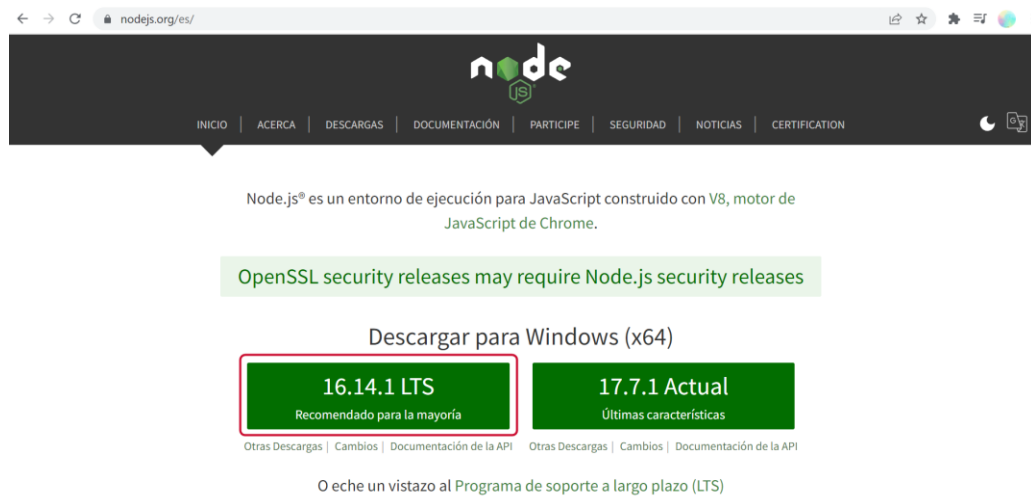 nodejs.org/es/
node
JS
INICIO | ACERCA | DESCARGAS | DOCUMENTACIÓN | PARTICIPE | SEGURIDAD | NOTICIAS | CERTIFICATION
Node.js® es un entorno de ejecución para JavaScript construido con V8, motor de
JavaScript de Chrome.
OpenSSL security releases may require Node.js security releases
Descargar para Windows (x64)
16.14.1 LTS
Recomendado para la mayoría
17.7.1 Actual
Últimas características
Otras Descargas | Cambios | Documentación de la API
Otras Descargas | Cambios | Documentación de la API
O eche un vistazo al Programa de soporte a largo plazo (LTS)